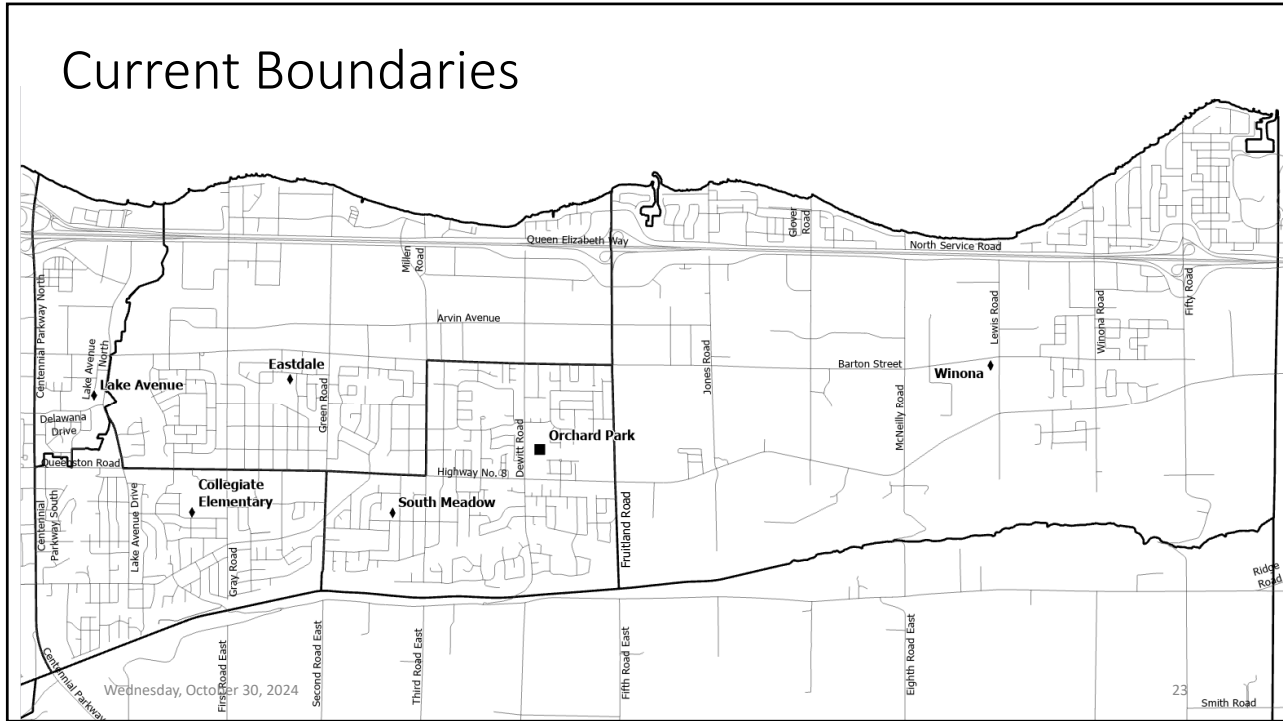 Current Boundaries
Queen Elizabeth Way
North Service Road
Glover
Road
Millen
Road
Centennial Parkway North
Lake Avenue
North
Arvin Avenue
Lewis Road
Winona Road
Fifty Road
Jones Road
Barton Street
Eastdale
Lake Avenue
Winona
Green Road
Delawana
Drive
McNeilly Road
Dewitt Road
Orchard Park
Queenston Road
Highway No. 8
Collegiate
Elementary
South Meadow
Centennial
Parkway South
Lake Avenue Drive
Gray Road
Fruitland Road
Ridge
Road
First Road East
Second Road East
Third Road East
Fifth Road East
Eighth Road East
Centennial Parkway
Smith Road
Wednesday, October 30, 2024
23